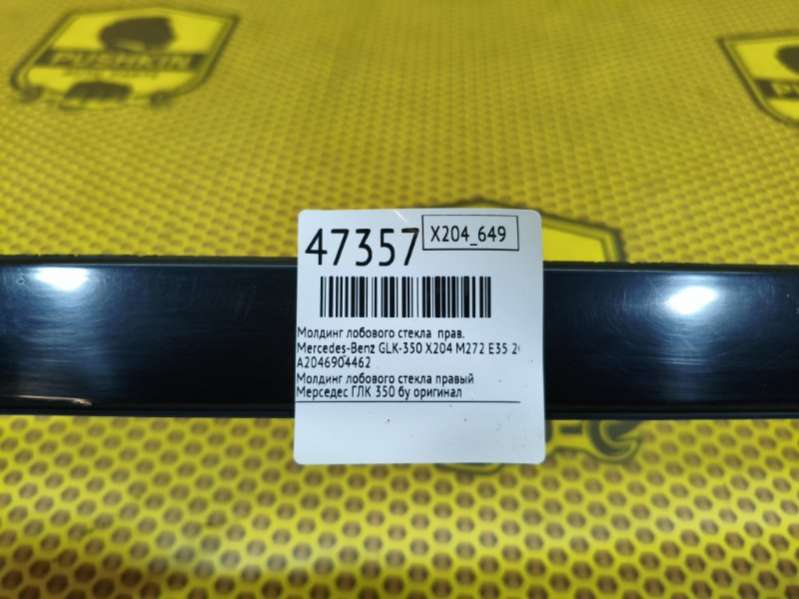 PUSHKIN
47357
X204_649
Молдинг лобового стекла прав.
Mercedes-Benz GLK-350 X204 M272 E35
A2046904462
Молдинг лобового стекла правый
Мерседес ГЛК 350 бу оригинал